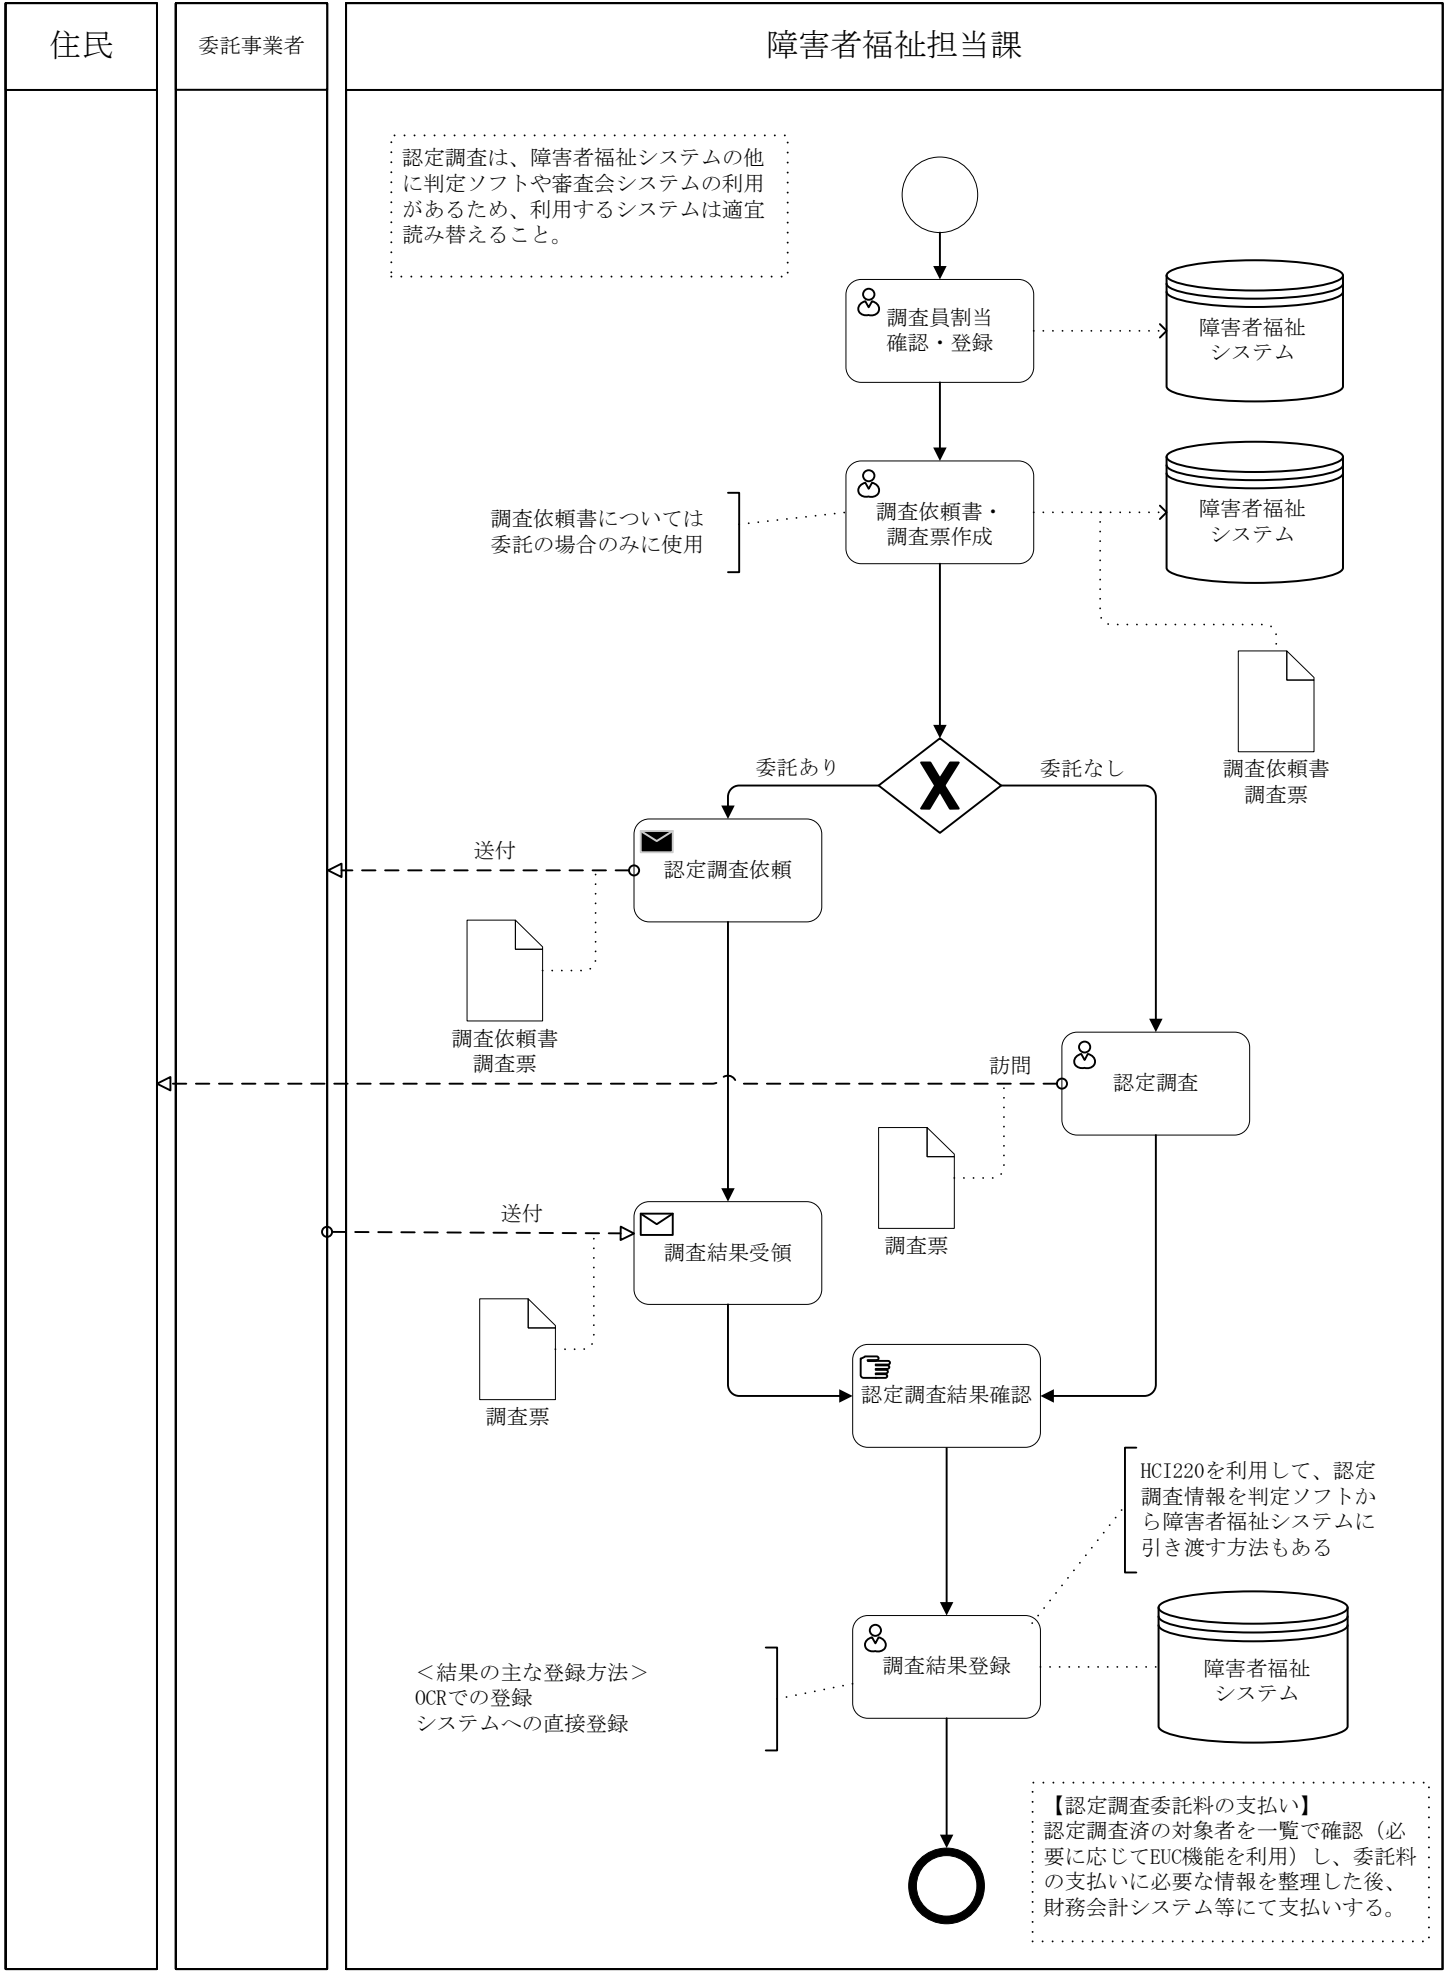 住民
委託事業者
障害者福祉担当課
認定調査は、障害者福祉システムの他
に判定ソフトや審査会システムの利用
があるため、利用するシステムは適宜
読み替えること。
調査員割当
確認・登録
障害者福祉
システム
調査依頼書については
委託の場合のみに使用
調査依頼書・
調査票作成
障害者福祉
システム
調査依頼書
調査票
委託あり
X
委託なし
送付
認定調査依頼
調査依頼書
調査票
訪問
認定調査
調査票
送付
調査結果受領
調査票
認定調査結果確認
HCI220を利用して、認定
調査情報を判定ソフトか
ら障害者福祉システムに
引き渡す方法もある
＜結果の主な登録方法＞
OCRでの登録
システムへの直接登録
調査結果登録
障害者福祉
システム
【認定調査委託料の支払い】
認定調査済の対象者を一覧で確認（必
要に応じてEUC機能を利用）し、委託料
の支払いに必要な情報を整理した後、
財務会計システム等にて支払いする。